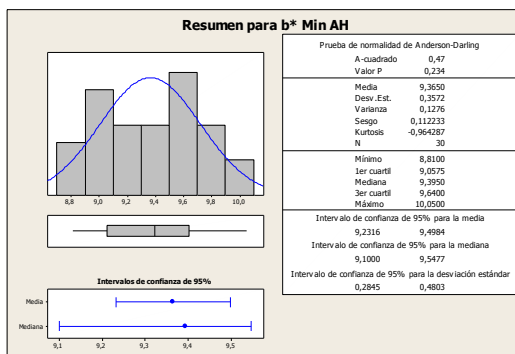 Resumen para b* Min AH
8,8 9,0 9,2 9,4 9,6 9,8 10,0
Intervalos de confianza de 95%
Media
Mediana
9,1 9,2 9,3 9,4 9,5
Prueba de normalidad de Anderson-Darling
A-cuadrado 0,47
Valor P 0,234
Media 9,3650
Desv.Est. 0,3572
Varianza 0,1276
Sesgo 0,112233
Kurtosis -0,964287
N 30
Mínimo 8,8100
1er cuartil 9,0575
Mediana 9,3950
3er cuartil 9,6400
Máximo 10,0500
Intervalo de confianza de 95% para la media
9,2316 9,4984
Intervalo de confianza de 95% para la mediana
9,1000 9,5477
Intervalo de confianza de 95% para la desviación estándar
0,2845 0,4803